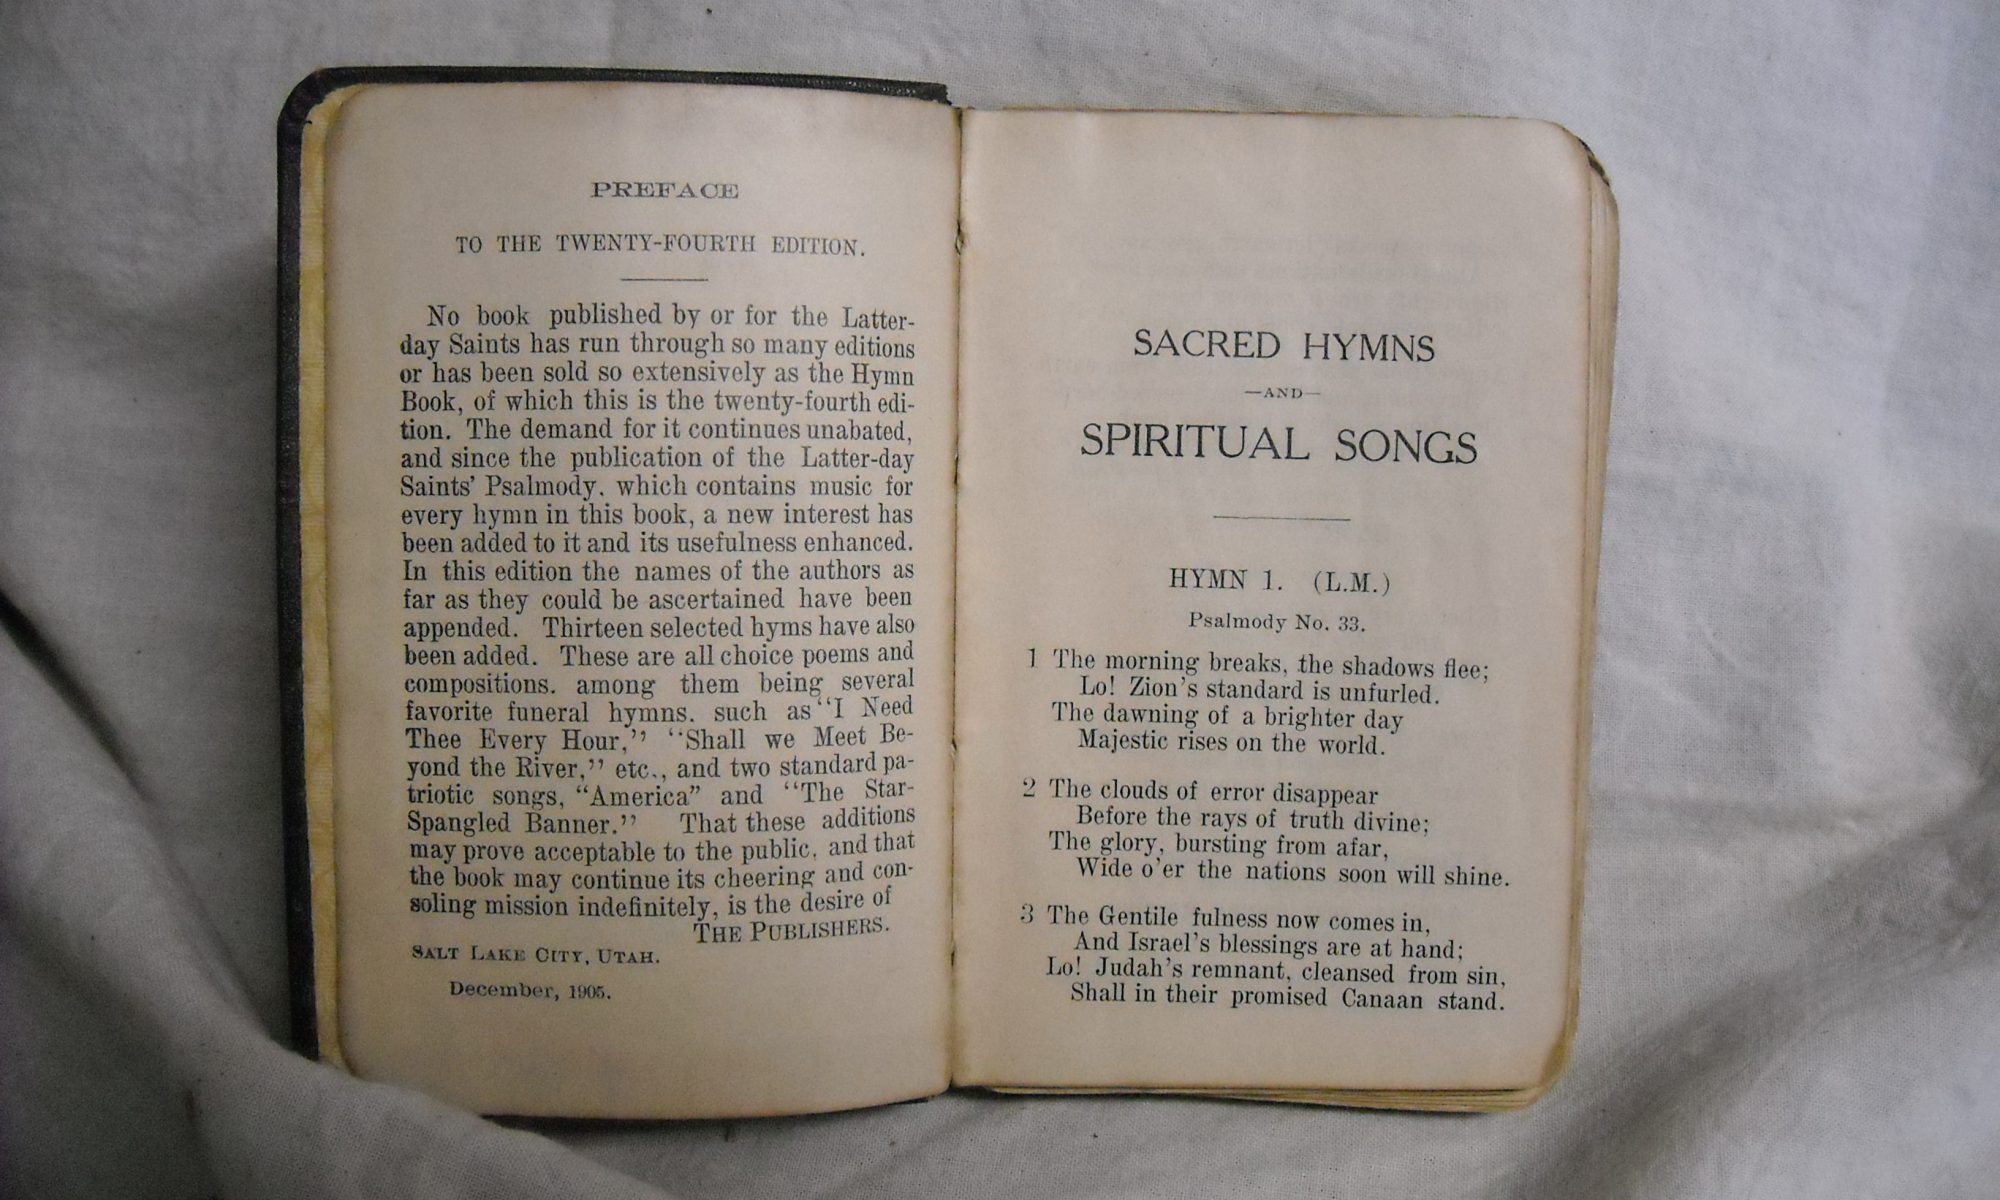 PREFACE
TO THE TWENTY-FOURTH EDITION.
No book published by or for the Latter-
day Saints has run through so many editions
or has been sold so extensively as the Hymn
Book, of which this is the twenty-fourth edi-
tion. The demand for it continues unabated,
and since the publication of the Latter-day
Saints' Psalmody, which contains music for
every hymn in this book, a new interest has
been added to it and its usefulness enhanced.
In this edition the names of the authors as
far as they could be ascertained have been
appended. Thirteen selected hyms have also
been added. These are all choice poems and
compositions. among them being several
favorite funeral hymns. such as "I Need
Thee Every Hour," "Shall we Meet Be-
yond the River," etc., and two standard pa-
triotic songs, "America" and "The Star-
Spangled Banner." That these additions
may prove acceptable to the public, and that
the book may continue its cheering and con-
soling mission indefinitely, is the desire of
THE PUBLISHERS.
SALT LAKE CITY, UTAH.
December, 1905.
SACRED HYMNS
—AND—
SPIRITUAL SONGS
HYMN 1. (L.M.)
Psalmody No. 33.
1 The morning breaks, the shadows flee;
Lo! Zion's standard is unfurled.
The dawning of a brighter day
Majestic rises on the world.
2 The clouds of error disappear
Before the rays of truth divine;
The glory, bursting from afar,
Wide o'er the nations soon will shine.
3 The Gentile fulness now comes in,
And Israel's blessings are at hand;
Lo! Judah's remnant, cleansed from sin,
Shall in their promised Canaan stand.